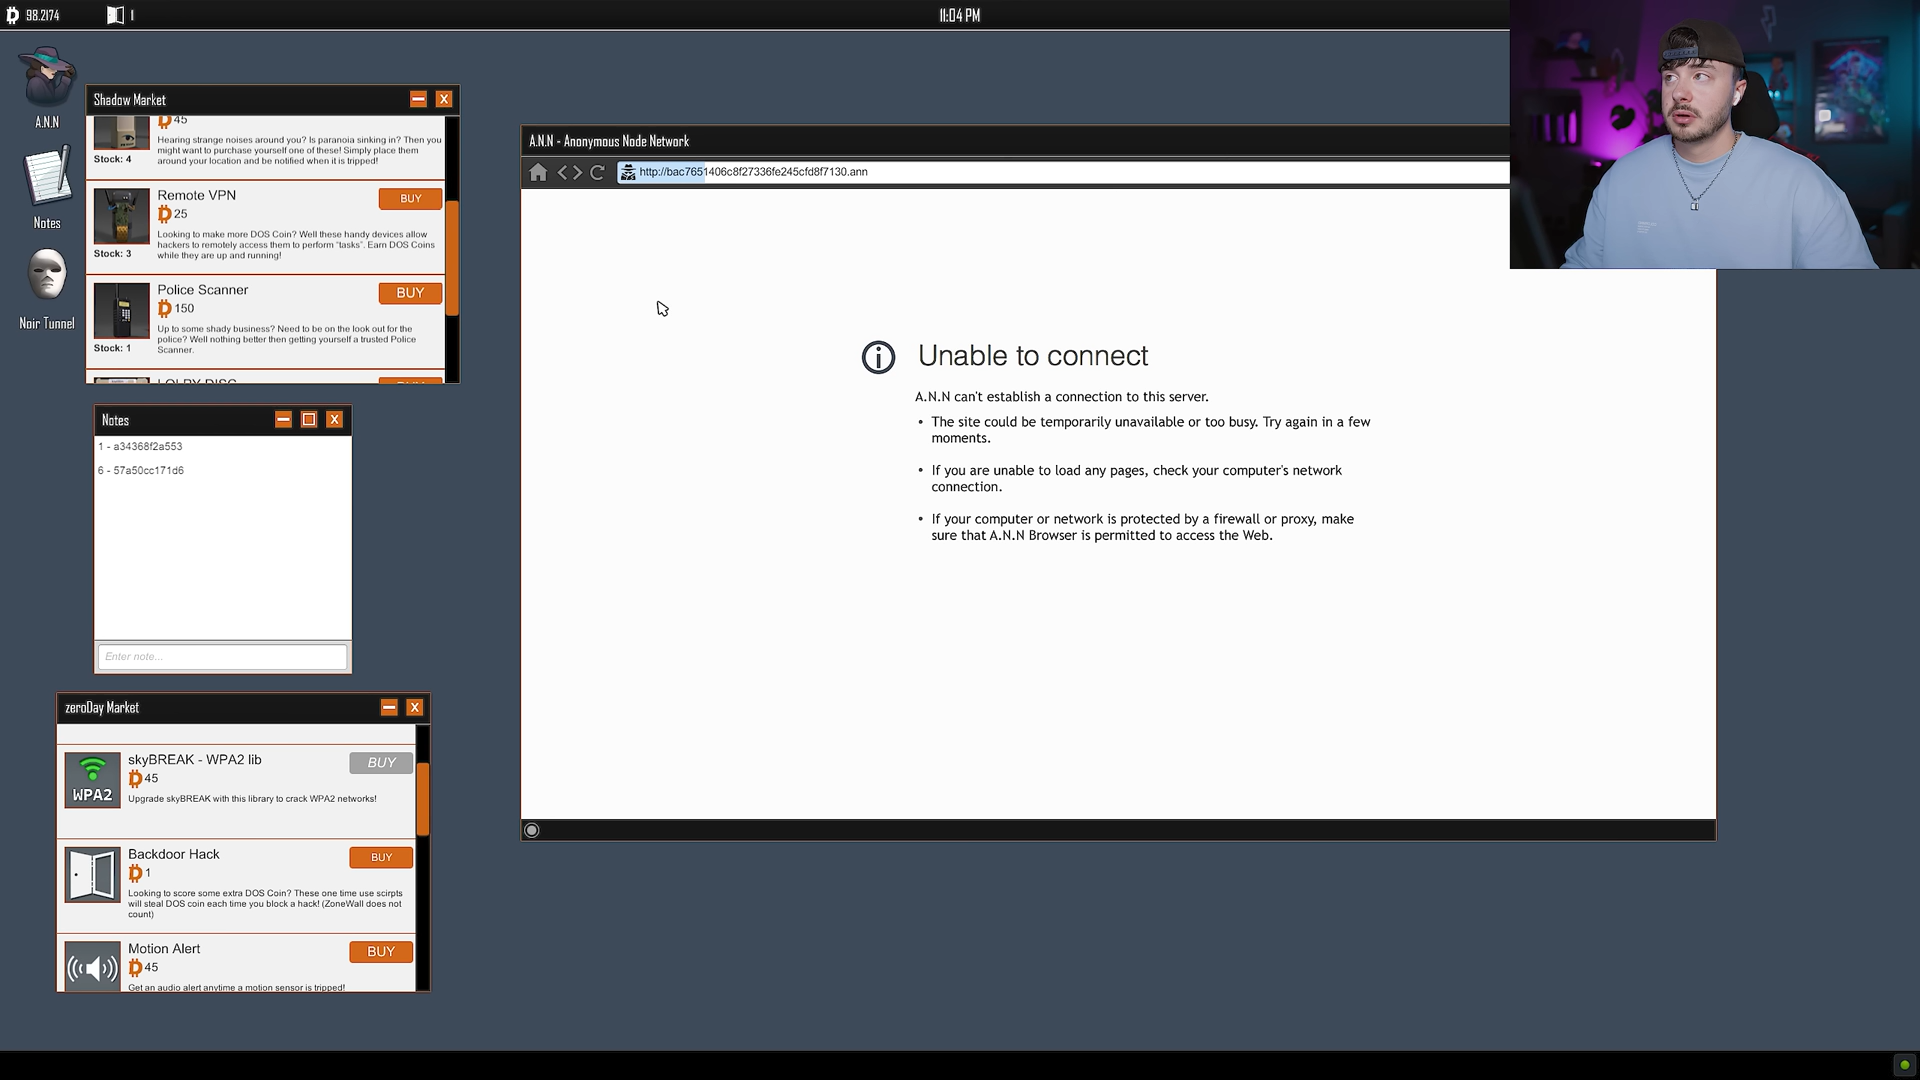 98.2174
1
11:04 PM
A.N.N
Notes
Noir Tunnel
Shadow Market
45
Hearing strange noises around you? Is paranoia sinking in? Then you
might want to purchase yourself one of these! Simply place them
around your location and be notified when it is tripped!
Stock: 4
Remote VPN
BUY
25
Looking to make more DOS Coin? Well these handy devices allow
hackers to remotely access them to perform "tasks". Earn DOS Coins
while they are up and running!
Stock: 3
Police Scanner
BUY
150
Up to some shady business? Need to be on the look out for the
police? Well nothing better then getting yourself a trusted Police
Scanner.
Stock: 1
Notes
1 - a34368f2a553
6 - 57a50cc171d6
Enter note...
zeroDay Market
skyBREAK - WPA2 lib
BUY
45
WPA2
Upgrade skyBREAK with this library to crack WPA2 networks!
Backdoor Hack
BUY
1
Looking to score some extra DOS Coin? These one time use scirpts
will steal DOS coin each time you block a hack! (ZoneWall does not
count)
Motion Alert
BUY
45
Get an audio alert anytime a motion sensor is tripped!
A.N.N - Anonymous Node Network
http://bac7651406c8f27336fe245cfd8f7130.ann
Unable to connect
A.N.N can't establish a connection to this server.
• The site could be temporarily unavailable or too busy. Try again in a few
moments.
• If you are unable to load any pages, check your computer's network
connection.
• If your computer or network is protected by a firewall or proxy, make
sure that A.N.N Browser is permitted to access the Web.